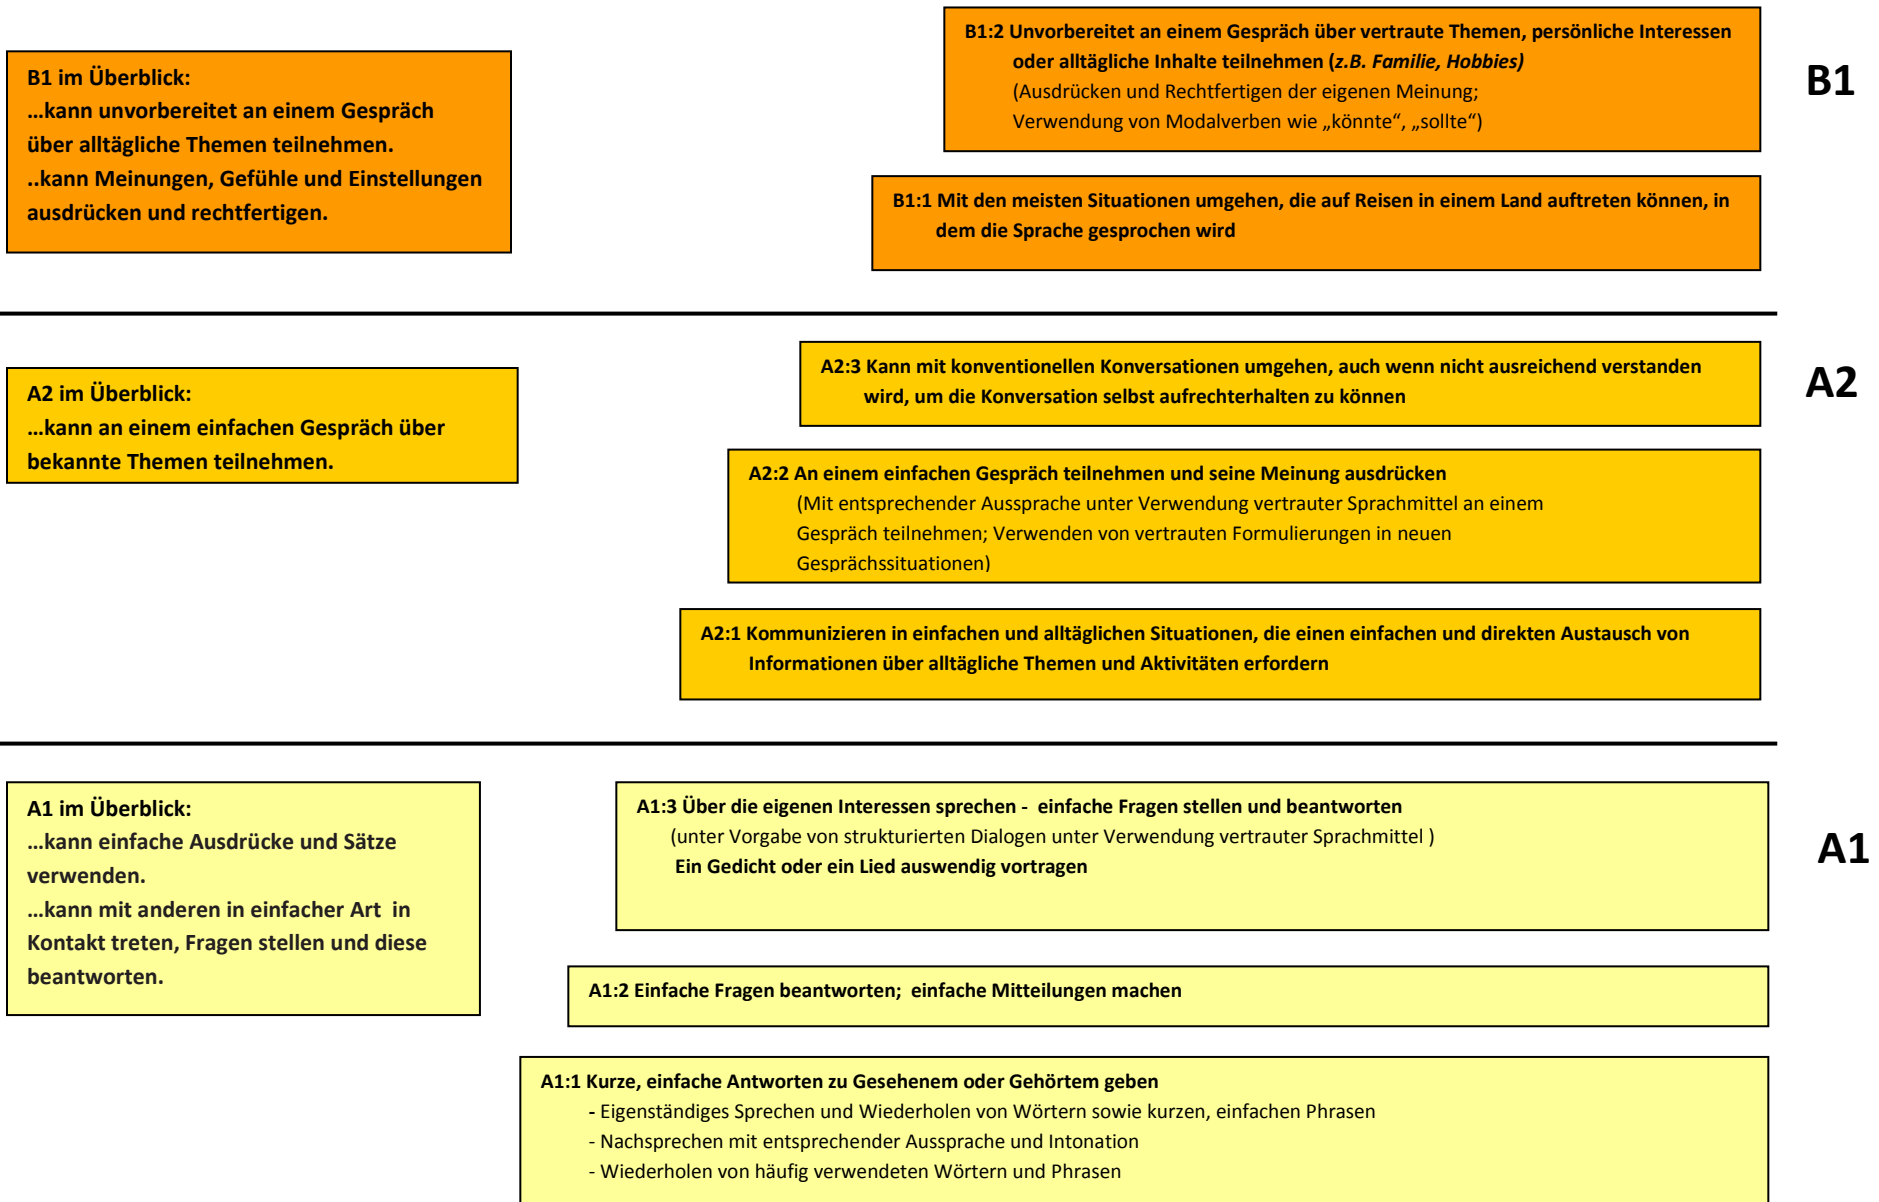 B1:2 Unvorbereitet an einem Gespräch über vertraute Themen, persönliche Interessen
oder alltägliche Inhalte teilnehmen (z.B. Familie, Hobbies)
(Ausdrücken und Rechtfertigen der eigenen Meinung;
Verwendung von Modalverben wie „könnte“, „sollte“)
B1
B1 im Überblick:
…kann unvorbereitet an einem Gespräch
über alltägliche Themen teilnehmen.
..kann Meinungen, Gefühle und Einstellungen
ausdrücken und rechtfertigen.
B1:1 Mit den meisten Situationen umgehen, die auf Reisen in einem Land auftreten können, in
dem die Sprache gesprochen wird
A2:3 Kann mit konventionellen Konversationen umgehen, auch wenn nicht ausreichend verstanden
wird, um die Konversation selbst aufrechterhalten zu können
A2
A2 im Überblick:
…kann an einem einfachen Gespräch über
bekannte Themen teilnehmen.
A2:2 An einem einfachen Gespräch teilnehmen und seine Meinung ausdrücken
(Mit entsprechender Aussprache unter Verwendung vertrauter Sprachmittel an einem
Gespräch teilnehmen; Verwenden von vertrauten Formulierungen in neuen
Gesprächssituationen)
A2:1 Kommunizieren in einfachen und alltäglichen Situationen, die einen einfachen und direkten Austausch von
Informationen über alltägliche Themen und Aktivitäten erfordern
A1 im Überblick:
…kann einfache Ausdrücke und Sätze
verwenden.
…kann mit anderen in einfacher Art  in
Kontakt treten, Fragen stellen und diese
beantworten.
A1:3 Über die eigenen Interessen sprechen -  einfache Fragen stellen und beantworten
(unter Vorgabe von strukturierten Dialogen unter Verwendung vertrauter Sprachmittel )
Ein Gedicht oder ein Lied auswendig vortragen
A1
A1:2 Einfache Fragen beantworten;  einfache Mitteilungen machen
A1:1 Kurze, einfache Antworten zu Gesehenem oder Gehörtem geben
- Eigenständiges Sprechen und Wiederholen von Wörtern sowie kurzen, einfachen Phrasen
- Nachsprechen mit entsprechender Aussprache und Intonation
- Wiederholen von häufig verwendeten Wörtern und Phrasen